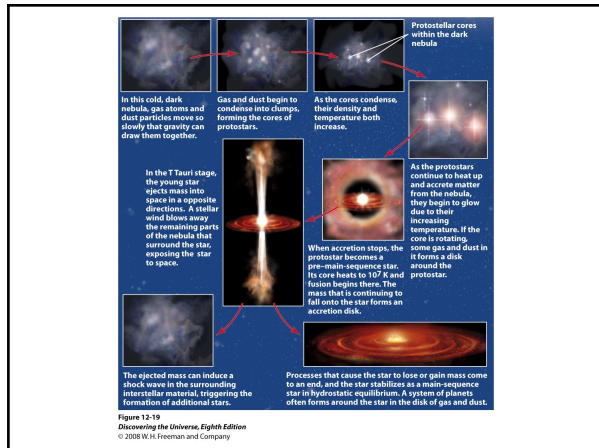 Protostellar cores
within the dark
nebula
In this cold, dark
nebula, gas atoms and
dust particles move so
slowly that gravity can
draw them together.
Gas and dust begin to
condense into clumps,
forming the cores of
protostars.
As the cores condense,
their density and
temperature both
increase.
As the protostars
continue to heat up
and accrete matter
from the nebula,
they begin to glow
due to their
increasing
temperature. If the
core is rotating,
some gas and dust in
it forms a disk
around the
protostar.
When accretion stops, the
protostar becomes a
pre–main-sequence star.
Its core heats to 10⁷ K and
fusion begins there. The
mass that is continuing to
fall onto the star forms an
accretion disk.
In the T Tauri stage,
the young star
ejects mass into
space in a opposite
directions. A stellar
wind blows away
the remaining parts
of the nebula that
surround the star,
exposing the star
to space.
The ejected mass can induce a
shock wave in the surrounding
interstellar material, triggering the
formation of additional stars.
Processes that cause the star to lose or gain mass come
to an end, and the star stabilizes as a main-sequence
star in hydrostatic equilibrium. A system of planets
often forms around the star in the disk of gas and dust.
Figure 12-19
Discovering the Universe, Eighth Edition
© 2008 W. H. Freeman and Company